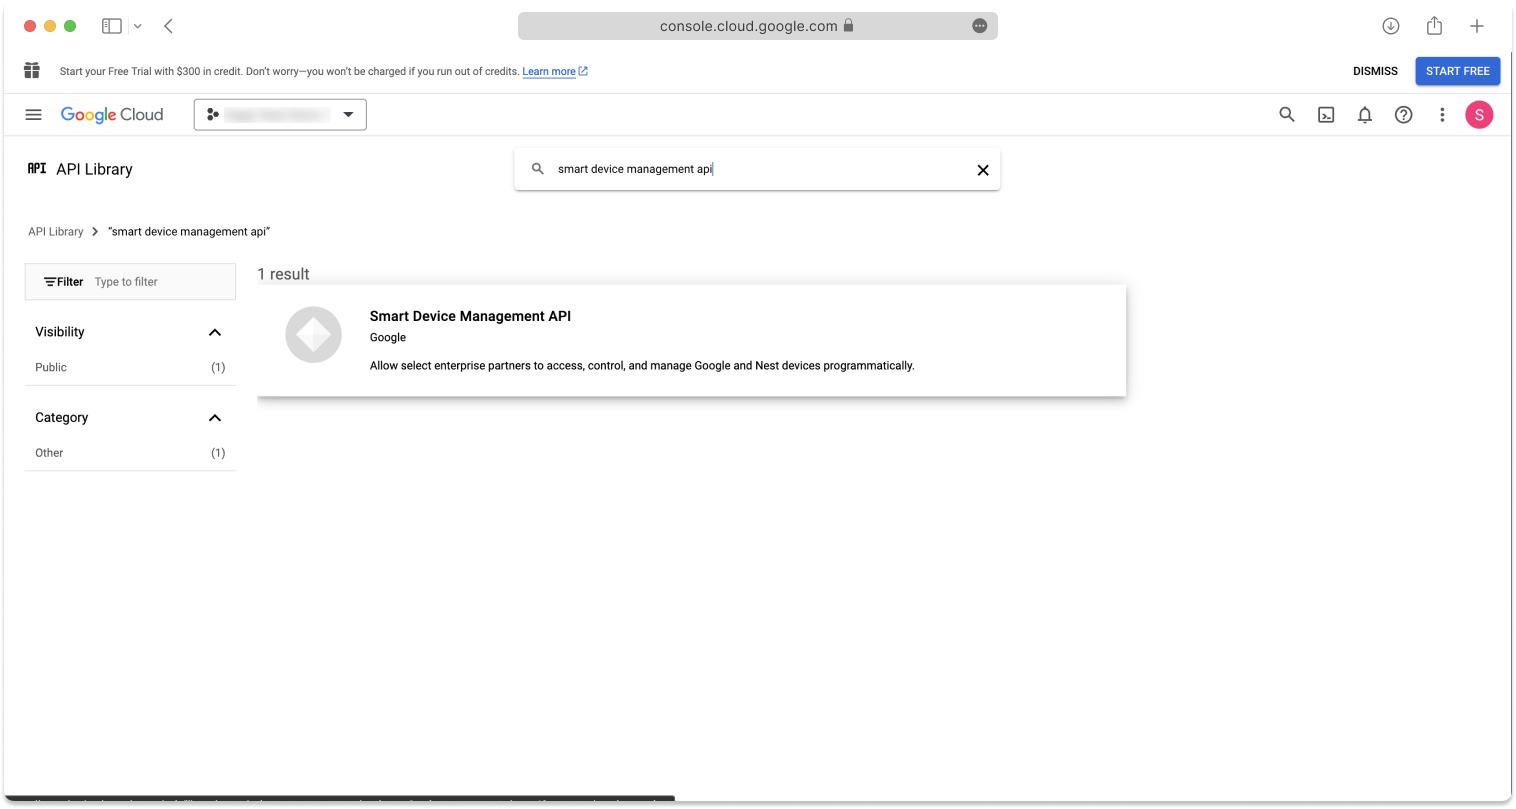 console.cloud.google.com
Start your Free Trial with $300 in credit. Don't worry—you won't be charged if you run out of credits. Learn more
DISMISS
START FREE
Google Cloud
S
API API Library
smart device management api
API Library > “smart device management api”
Filter Type to filter
1 result
Smart Device Management API
Google
Allow select enterprise partners to access, control, and manage Google and Nest devices programmatically.
Visibility
Public (1)
Category
Other (1)